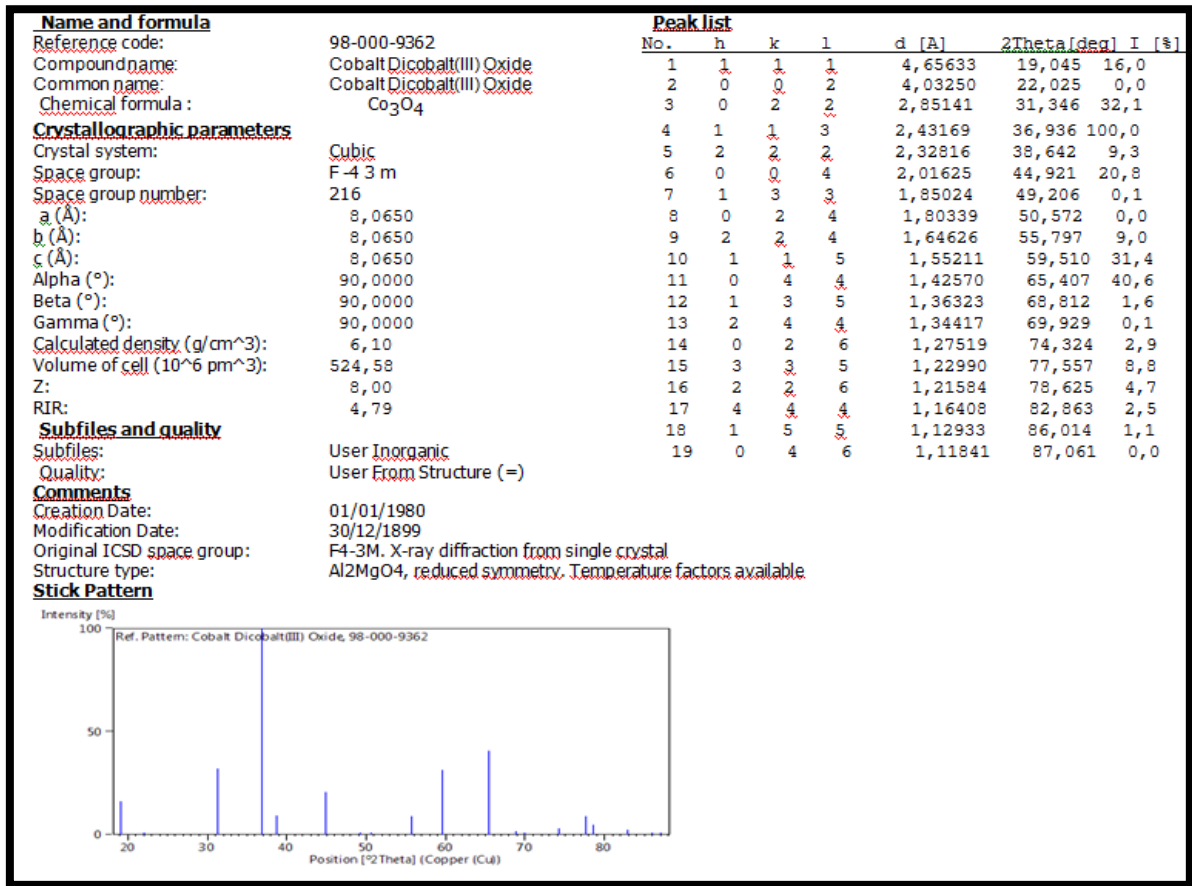 Name and formula
Reference code: 98-000-9362
Compound name: Cobalt Dicobalt(III) Oxide
Common name: Cobalt Dicobalt(III) Oxide
Chemical formula : Co3O4
Crystallographic parameters
Crystal system: Cubic
Space group: F -4 3 m
Space group number: 216
a (Å): 8,0650
b (Å): 8,0650
c (Å): 8,0650
Alpha (°): 90,0000
Beta (°): 90,0000
Gamma (°): 90,0000
Calculated density (g/cm^3): 6,10
Volume of cell (10^6 pm^3): 524,58
Z: 8,00
RIR: 4,79
Subfiles and quality
Subfiles: User Inorganic
Quality: User From Structure (=)
Comments
Creation Date: 01/01/1980
Modification Date: 30/12/1899
Original ICSD space group: F4-3M. X-ray diffraction from single crystal
Structure type: Al2MgO4, reduced symmetry. Temperature factors available
Peak list
No. h k l d [A] 2Theta[deg] I [%]
1 1 1 1 4,65633 19,045 16,0
2 0 0 2 4,03250 22,025 0,0
3 0 2 2 2,85141 31,346 32,1
4 1 1 3 2,43169 36,936 100,0
5 2 2 2 2,32816 38,642 9,3
6 0 0 4 2,01625 44,921 20,8
7 1 3 3 1,85024 49,206 0,1
8 0 2 4 1,80339 50,572 0,0
9 2 2 4 1,64626 55,797 9,0
10 1 1 5 1,55211 59,510 31,4
11 0 4 4 1,42570 65,407 40,6
12 1 3 5 1,36323 68,812 1,6
13 2 4 4 1,34417 69,929 0,1
14 0 2 6 1,27519 74,324 2,9
15 3 3 5 1,22990 77,557 8,8
16 2 2 6 1,21584 78,625 4,7
17 4 4 4 1,16408 82,863 2,5
18 1 5 5 1,12933 86,014 1,1
19 0 4 6 1,11841 87,061 0,0
Stick Pattern
Intensity [%]
100
Ref. Pattern: Cobalt Dicobalt(III) Oxide, 98-000-9362
50
0
20 30 40 50 60 70 80
Position [°2Theta] (Copper (Cu))